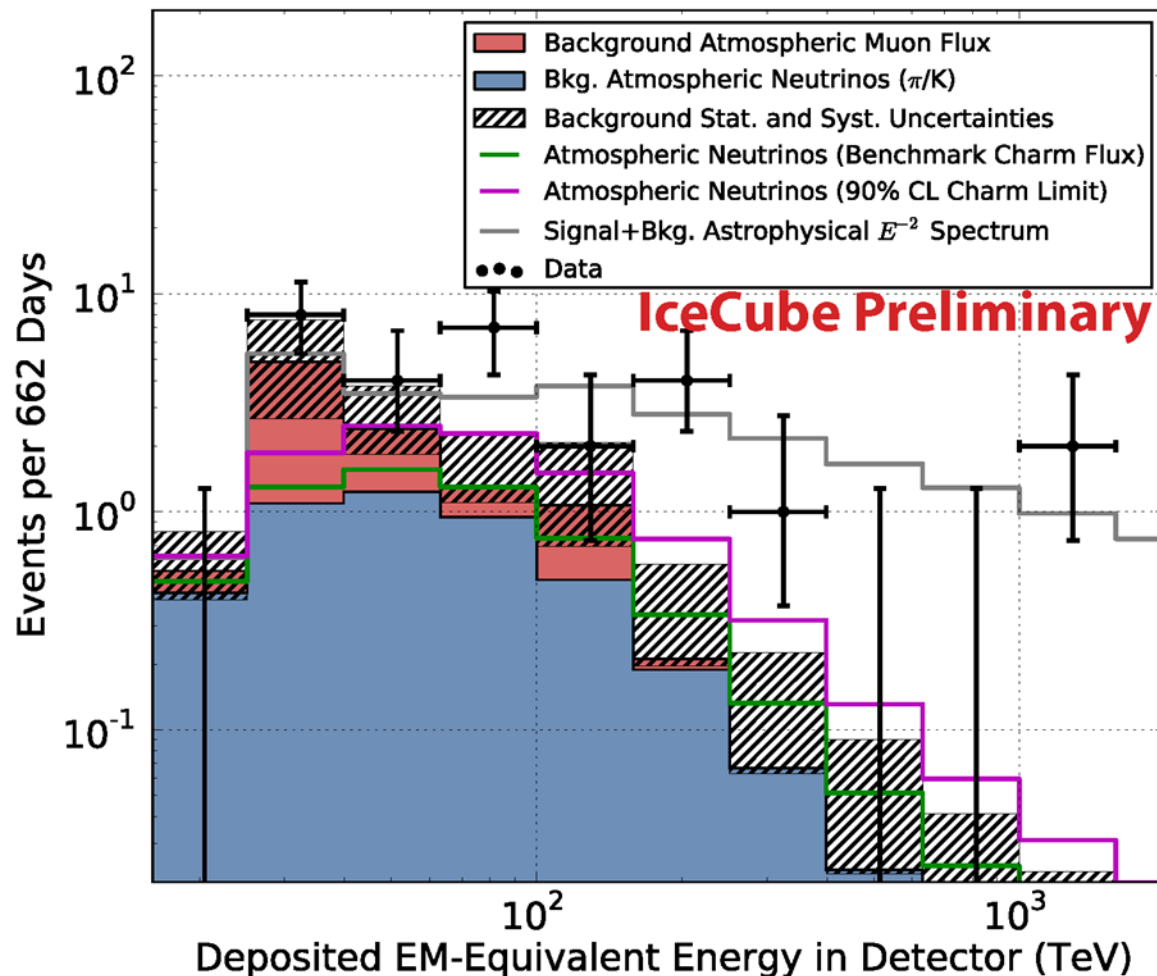 Background Atmospheric Muon Flux
Bkg. Atmospheric Neutrinos (π/K)
Background Stat. and Syst. Uncertainties
Atmospheric Neutrinos (Benchmark Charm Flux)
Atmospheric Neutrinos (90% CL Charm Limit)
Signal+Bkg. Astrophysical E⁻² Spectrum
Data
IceCube Preliminary
Events per 662 Days
10²
10¹
10⁰
10⁻¹
10² 10³
Deposited EM-Equivalent Energy in Detector (TeV)